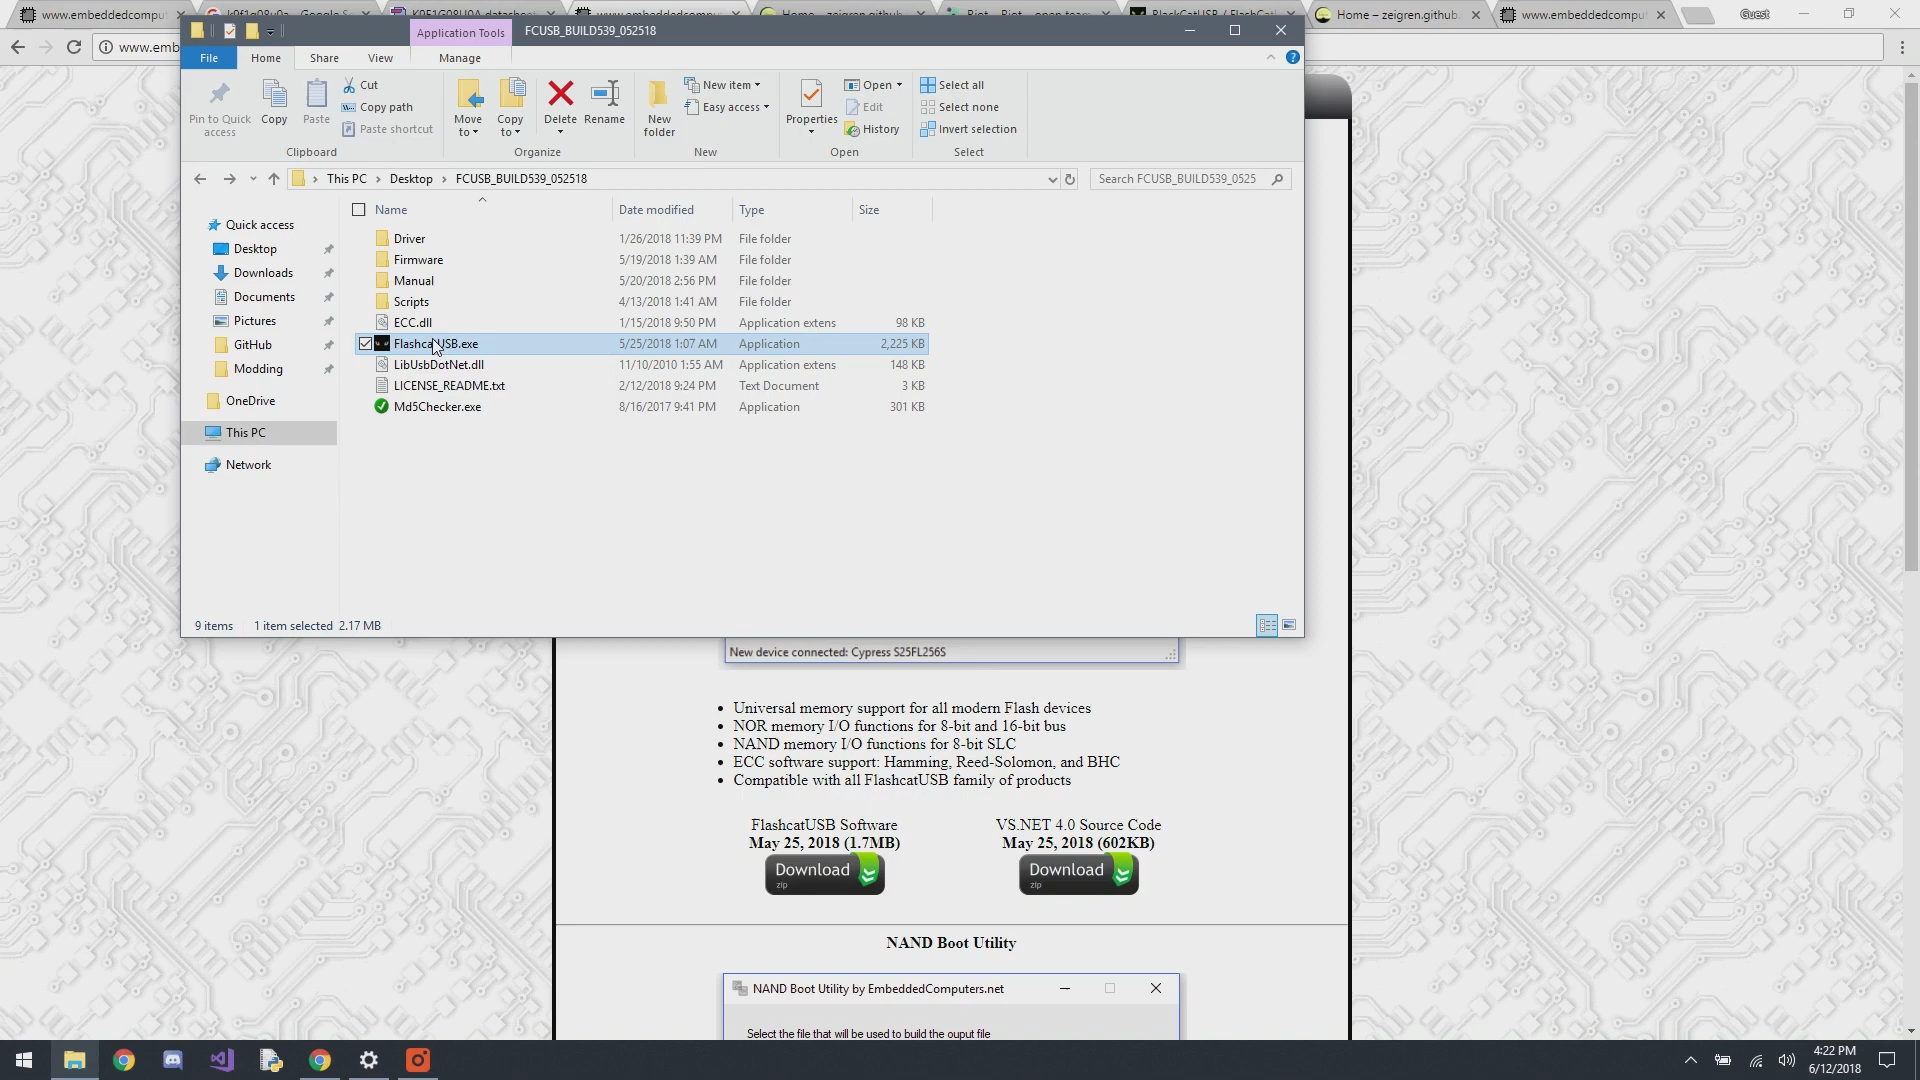 www.embeddedcompu
K9F1G08U0A datasheet
www.embeddedcomput
Home – zeigren.github
BlackCatUSB / FlashCatU
Home – zeigren.github.
www.embeddedcomput
Guest
www.emb
Application Tools
FCUSB_BUILD539_052518
File
Home
Share
View
Manage
Pin to Quick access
Copy
Paste
Cut
Copy path
Paste shortcut
Clipboard
Move to
Copy to
Delete
Rename
Organize
New folder
New item
Easy access
New
Properties
Open
Edit
History
Open
Select all
Select none
Invert selection
Select
This PC
Desktop
FCUSB_BUILD539_052518
Search FCUSB_BUILD539_0525
Name
Date modified
Type
Size
Quick access
Desktop
Downloads
Documents
Pictures
GitHub
Modding
OneDrive
This PC
Network
Driver 1/26/2018 11:39 PM File folder
Firmware 5/19/2018 1:39 AM File folder
Manual 5/20/2018 2:56 PM File folder
Scripts 4/13/2018 1:41 AM File folder
ECC.dll 1/15/2018 9:50 PM Application extens 98 KB
FlashcatUSB.exe 5/25/2018 1:07 AM Application 2,225 KB
LibUsbDotNet.dll 11/10/2010 1:55 AM Application extens 148 KB
LICENSE_README.txt 2/12/2018 9:24 PM Text Document 3 KB
Md5Checker.exe 8/16/2017 9:41 PM Application 301 KB
9 items
1 item selected 2.17 MB
New device connected: Cypress S25FL256S
• Universal memory support for all modern Flash devices
• NOR memory I/O functions for 8-bit and 16-bit bus
• NAND memory I/O functions for 8-bit SLC
• ECC software support: Hamming, Reed-Solomon, and BHC
• Compatible with all FlashcatUSB family of products
FlashcatUSB Software
May 25, 2018 (1.7MB)
Download
zip
VS.NET 4.0 Source Code
May 25, 2018 (602KB)
Download
zip
NAND Boot Utility
NAND Boot Utility by EmbeddedComputers.net
Select the file that will be used to build the ouput file
4:22 PM
6/12/2018